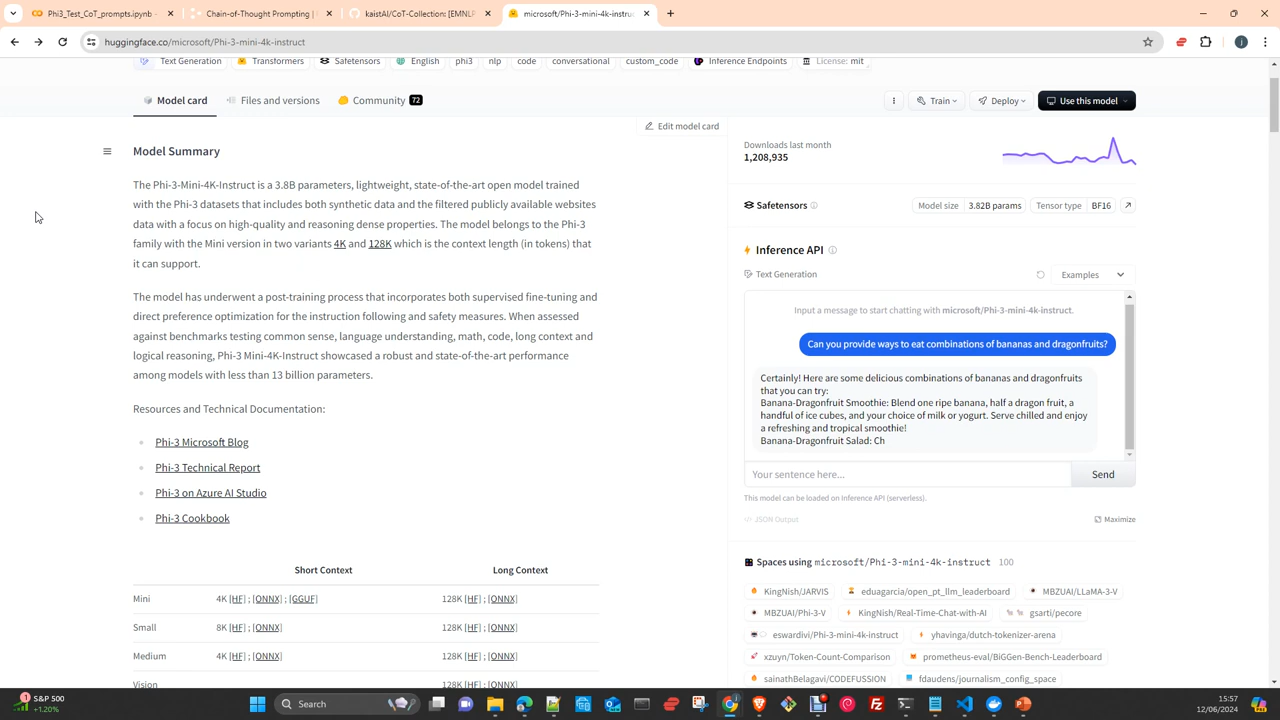 Phi3_Test_CoT_prompts.ipynb -
Chain-of-Thought Prompting |
kaistAI/CoT-Collection: [EMNLP
microsoft/Phi-3-mini-4k-instruc
huggingface.co/microsoft/Phi-3-mini-4k-instruct
Text Generation
Transformers
Safetensors
English
phi3
nlp
code
conversational
custom_code
Inference Endpoints
License: mit
Model card
Files and versions
Community 72
Train
Deploy
Use this model
Edit model card
Model Summary
The Phi-3-Mini-4K-Instruct is a 3.8B parameters, lightweight, state-of-the-art open model trained
with the Phi-3 datasets that includes both synthetic data and the filtered publicly available websites
data with a focus on high-quality and reasoning dense properties. The model belongs to the Phi-3
family with the Mini version in two variants 4K and 128K which is the context length (in tokens) that
it can support.
The model has underwent a post-training process that incorporates both supervised fine-tuning and
direct preference optimization for the instruction following and safety measures. When assessed
against benchmarks testing common sense, language understanding, math, code, long context and
logical reasoning, Phi-3 Mini-4K-Instruct showcased a robust and state-of-the-art performance
among models with less than 13 billion parameters.
Resources and Technical Documentation:
Phi-3 Microsoft Blog
Phi-3 Technical Report
Phi-3 on Azure AI Studio
Phi-3 Cookbook
Short Context
Long Context
Mini
4K [HF] ; [ONNX] ; [GGUF]
128K [HF] ; [ONNX]
Small
8K [HF] ; [ONNX]
128K [HF] ; [ONNX]
Medium
4K [HF] ; [ONNX]
128K [HF] ; [ONNX]
Vision
128K [HF] ; [ONNX]
Downloads last month
1,208,935
Safetensors
Model size 3.82B params
Tensor type BF16
Inference API
Text Generation
Examples
Input a message to start chatting with microsoft/Phi-3-mini-4k-instruct.
Can you provide ways to eat combinations of bananas and dragonfruits?
Certainly! Here are some delicious combinations of bananas and dragonfruits
that you can try:
Banana-Dragonfruit Smoothie: Blend one ripe banana, half a dragon fruit, a
handful of ice cubes, and your choice of milk or yogurt. Serve chilled and enjoy
a refreshing and tropical smoothie!
Banana-Dragonfruit Salad: Ch
Your sentence here...
Send
This model can be loaded on Inference API (serverless).
JSON Output
Maximize
Spaces using microsoft/Phi-3-mini-4k-instruct 100
KingNish/JARVIS
eduagarcia/open_pt_llm_leaderboard
MBZUAI/LLaMA-3-V
MBZUAI/Phi-3-V
KingNish/Real-Time-Chat-with-AI
gsarti/pecore
eswardivi/Phi-3-mini-4k-instruct
yhavinga/dutch-tokenizer-arena
xzuyn/Token-Count-Comparison
prometheus-eval/BiGGen-Bench-Leaderboard
sainathBelagavi/CODEFUSSION
fdaudens/journalism_config_space
1
S&P 500
+1.20%
Search
15:57
12/06/2024